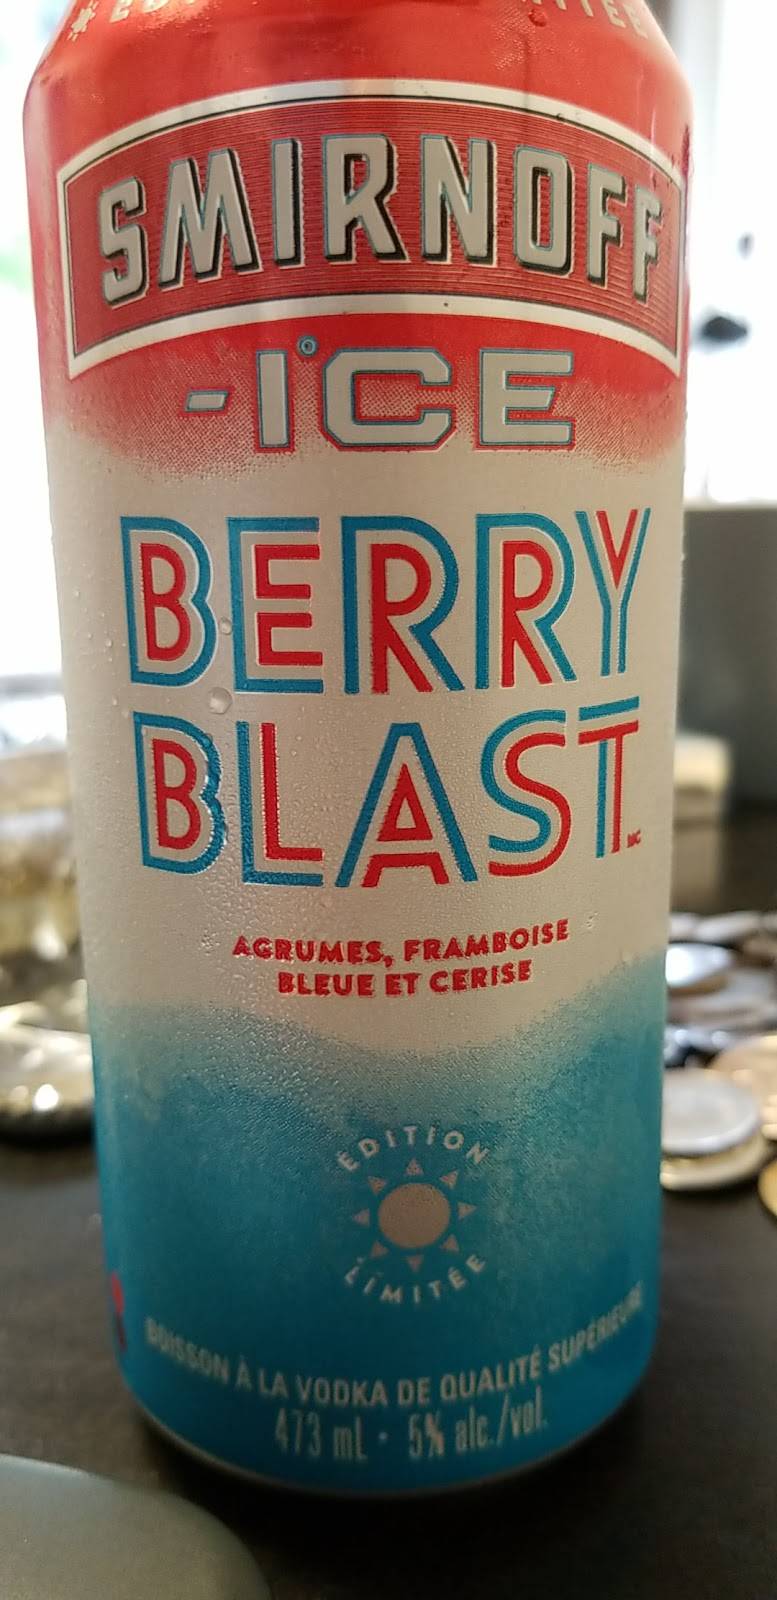 SMIRNOFF
-ICE
BERRY
BLAST
AGRUMES, FRAMBOISE
BLEUE ET CERISE
ÉDITION
LIMITÉE
BOISSON À LA VODKA DE QUALITÉ SUPÉRIEURE
473 mL · 5% alc./vol.